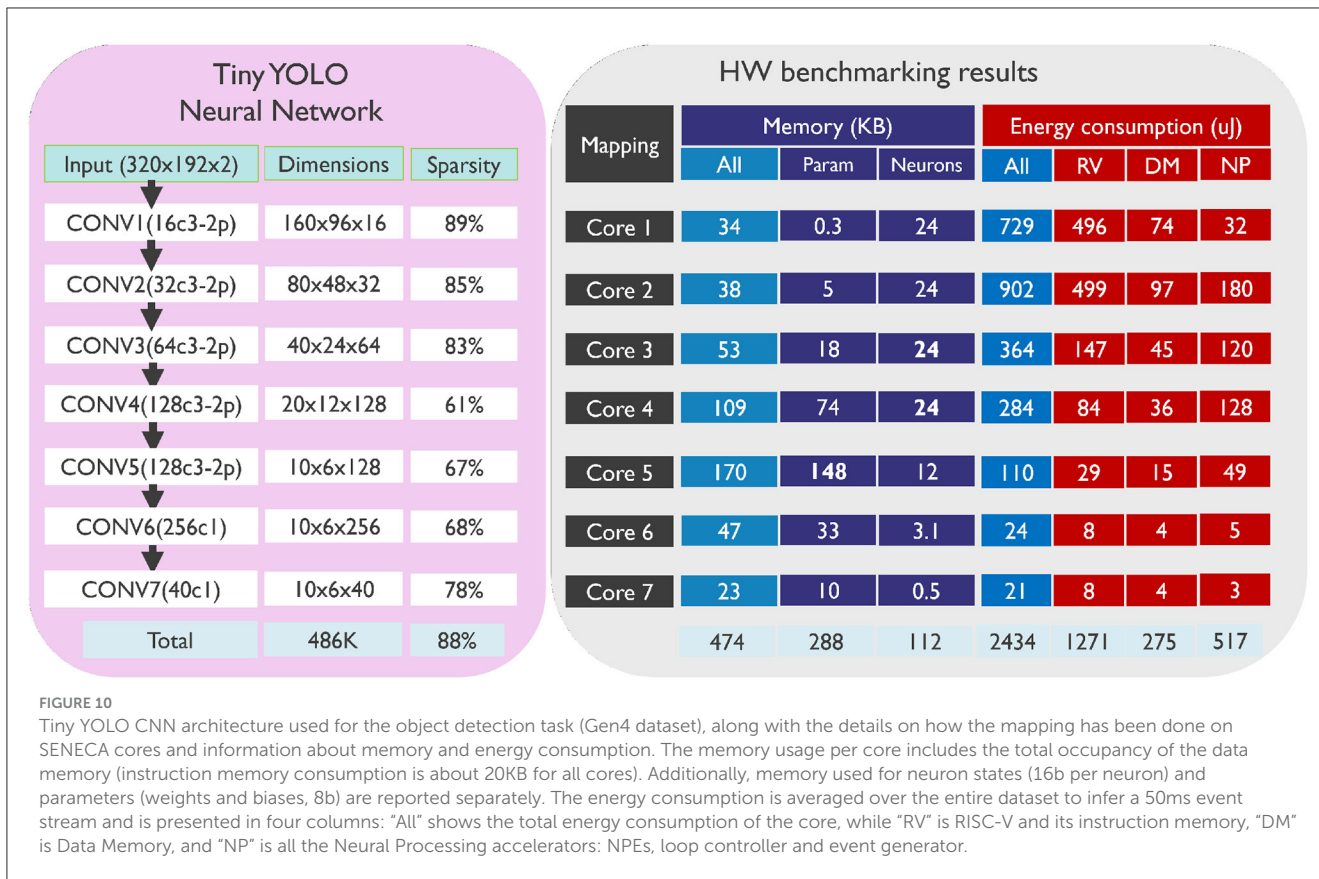 Tiny YOLO
Neural Network
Input (320x192x2) Dimensions Sparsity
CONV1(16c3-2p) 160x96x16 89%
CONV2(32c3-2p) 80x48x32 85%
CONV3(64c3-2p) 40x24x64 83%
CONV4(128c3-2p) 20x12x128 61%
CONV5(128c3-2p) 10x6x128 67%
CONV6(256c1) 10x6x256 68%
CONV7(40c1) 10x6x40 78%
Total 486K 88%
HW benchmarking results
Mapping Memory (KB) Energy consumption (uJ)
All Param Neurons All RV DM NP
Core 1 34 0.3 24 729 496 74 32
Core 2 38 5 24 902 499 97 180
Core 3 53 18 24 364 147 45 120
Core 4 109 74 24 284 84 36 128
Core 5 170 148 12 110 29 15 49
Core 6 47 33 3.1 24 8 4 5
Core 7 23 10 0.5 21 8 4 3
474 288 112 2434 1271 275 517
FIGURE 10
Tiny YOLO CNN architecture used for the object detection task (Gen4 dataset), along with the details on how the mapping has been done on
SENECA cores and information about memory and energy consumption. The memory usage per core includes the total occupancy of the data
memory (instruction memory consumption is about 20KB for all cores). Additionally, memory used for neuron states (16b per neuron) and
parameters (weights and biases, 8b) are reported separately. The energy consumption is averaged over the entire dataset to infer a 50ms event
stream and is presented in four columns: “All” shows the total energy consumption of the core, while “RV” is RISC-V and its instruction memory, “DM”
is Data Memory, and “NP” is all the Neural Processing accelerators: NPEs, loop controller and event generator.